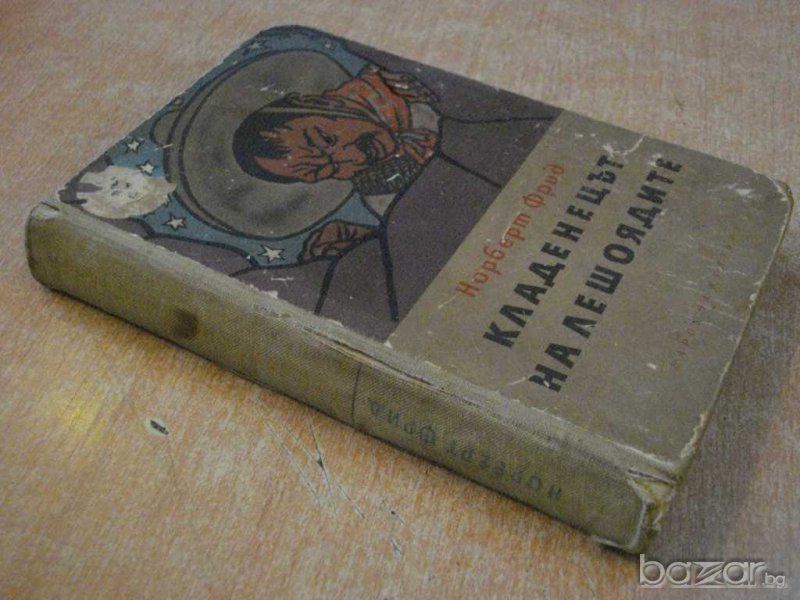 Норберт Фрид
КЛАДЕНЕЦЪТ
НА ЛЕШОЯДИТЕ
НОРБЕРТ ФРИД
bazar.bg